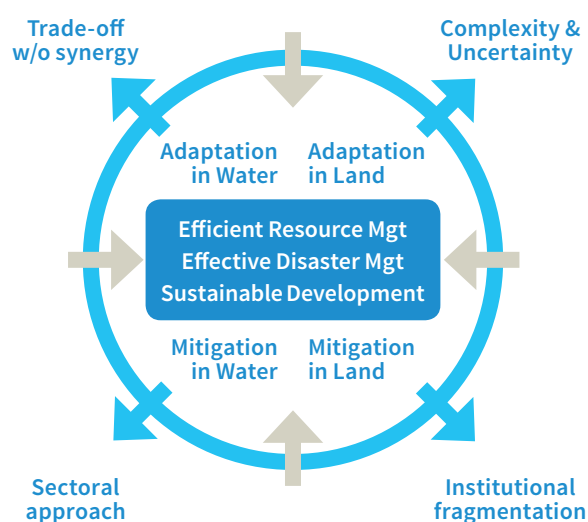 Trade-off
w/o synergy
Complexity &
Uncertainty
Adaptation
in Water
Adaptation
in Land
Efficient Resource Mgt
Effective Disaster Mgt
Sustainable Development
Mitigation
in Water
Mitigation
in Land
Sectoral
approach
Institutional
fragmentation